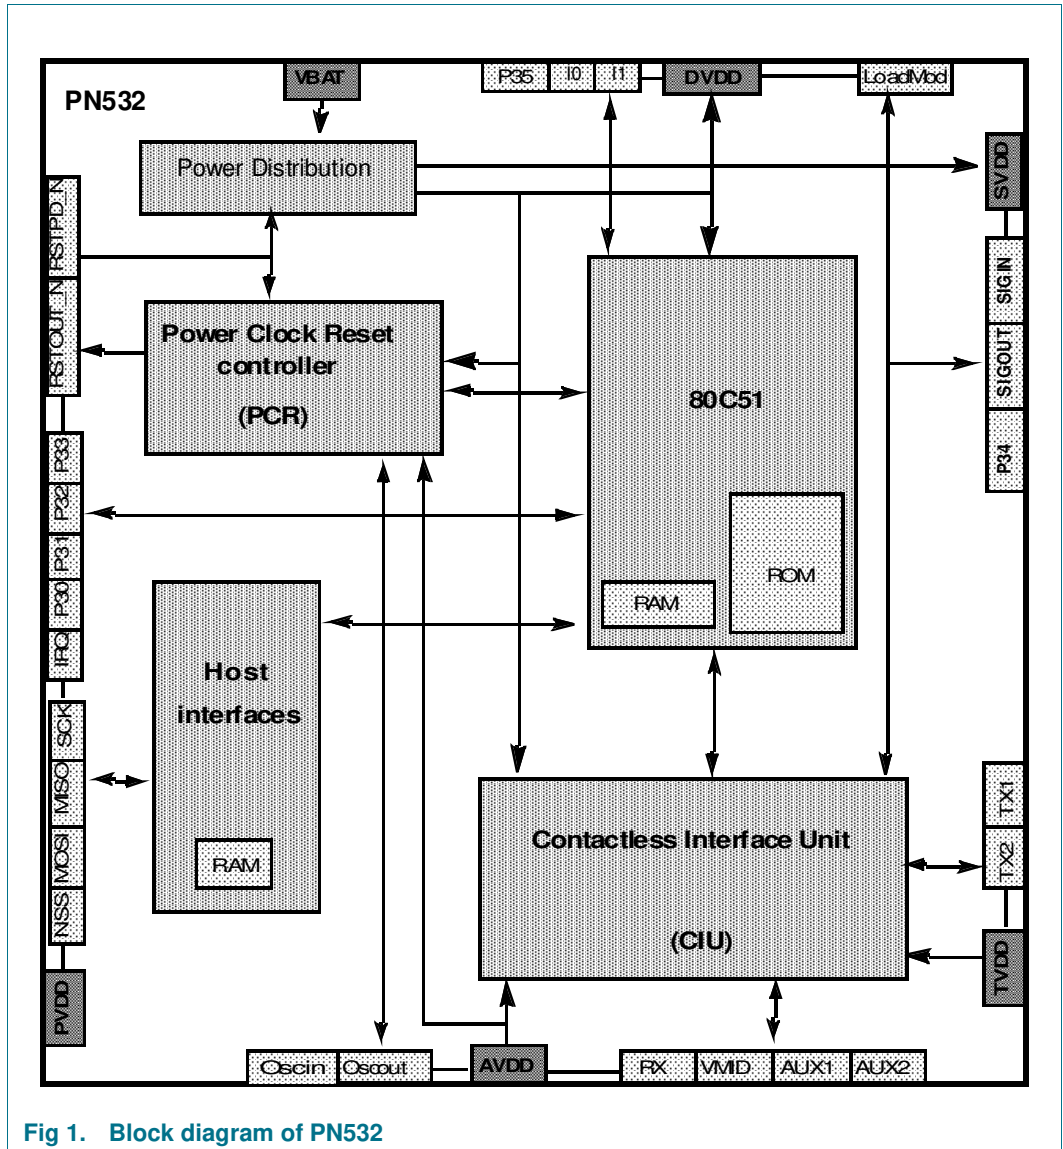 VBAT
P35
I0
I1
DVDD
LoadMod
PN532
Power Distribution
SVDD
RSTPD_N
SIGIN
RSTOUT_N
Power Clock Reset
controller
(PCR)
SIGOUT
80C51
P34
P33
P32
P31
P30
IRQ
ROM
RAM
Host
interfaces
SCK
MISO
MOSI
NSS
RAM
TX1
TX2
Contactless Interface Unit
(CIU)
TVDD
PVDD
Oscin
Oscout
AVDD
RX
VMID
AUX1
AUX2
Fig 1. Block diagram of PN532